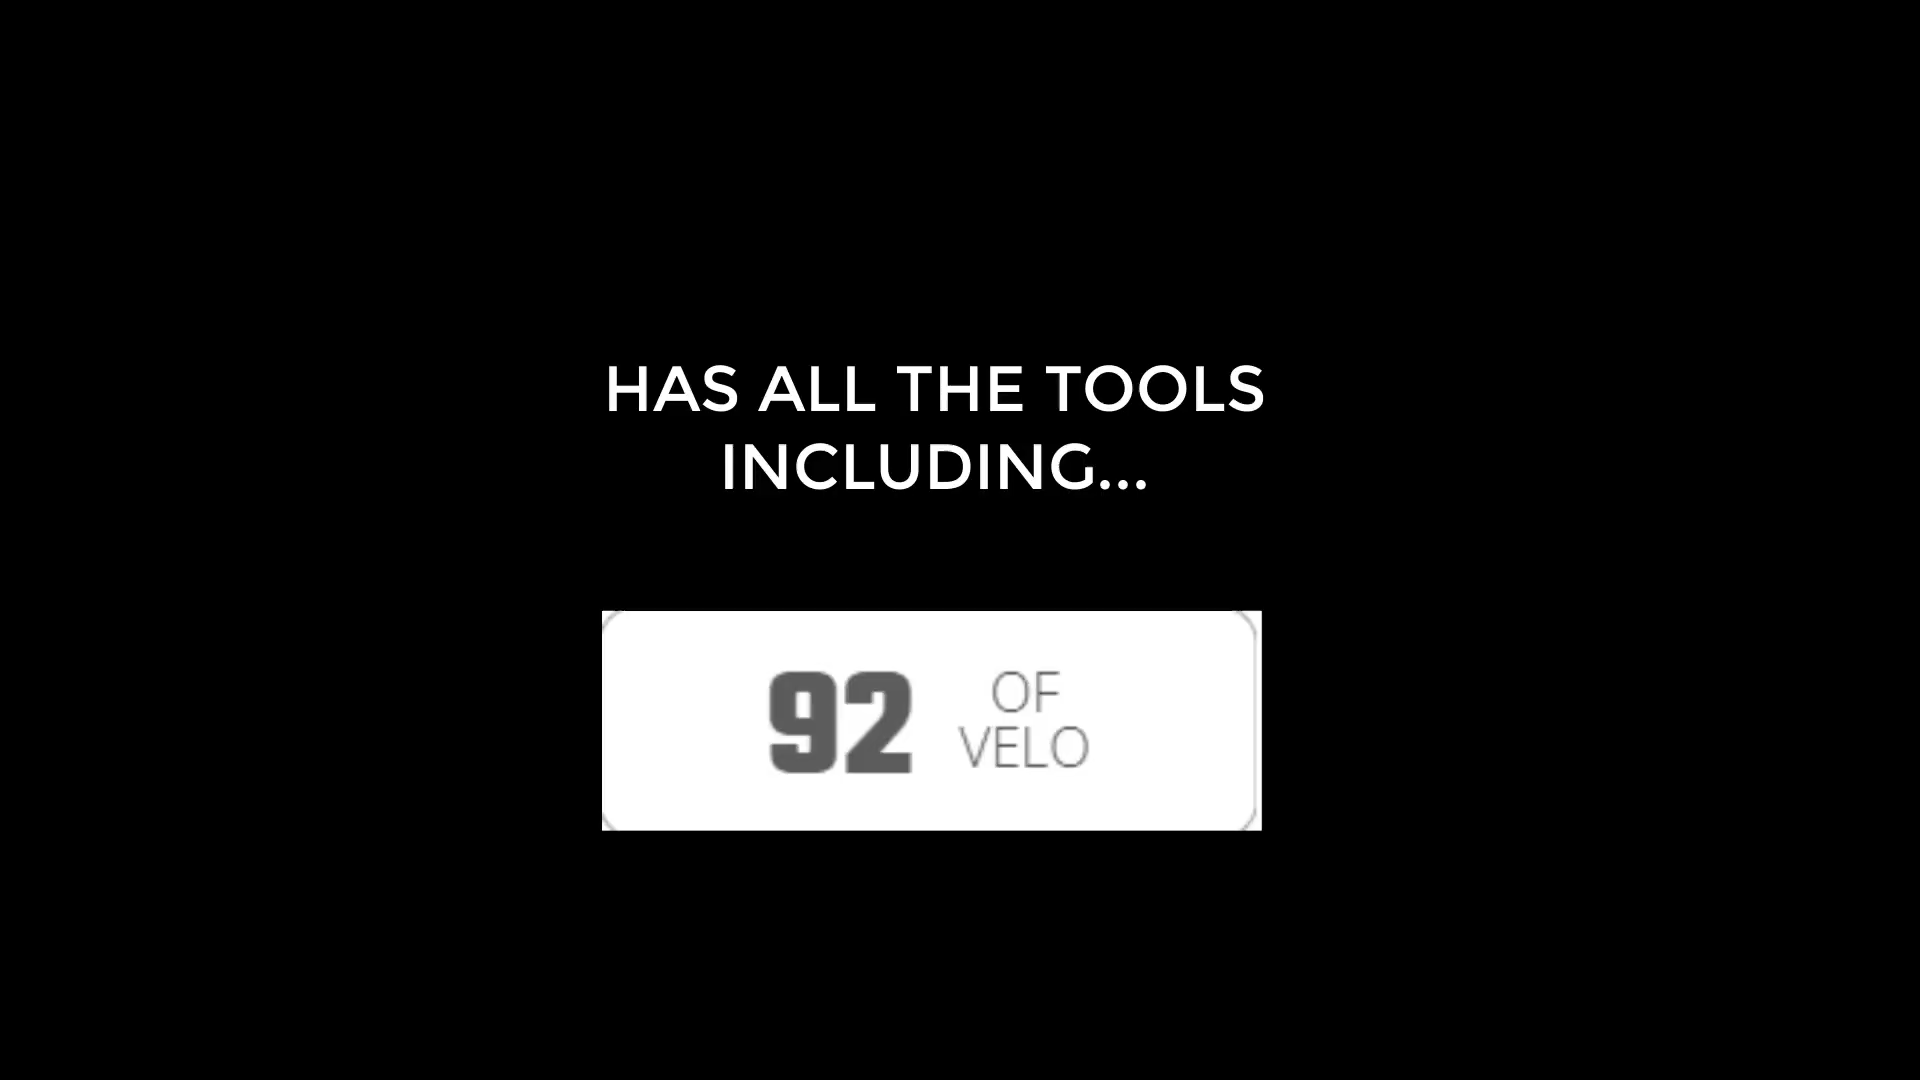 HAS ALL THE TOOLS
INCLUDING...
92 OF
VELO